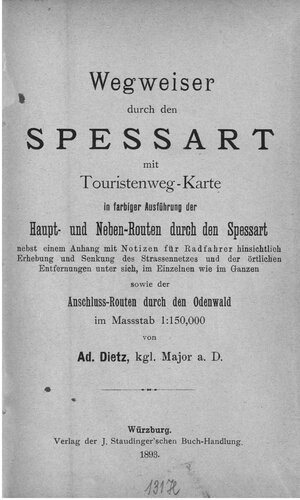 Wegweiser
durch den
SPESSART
mit
Touristenweg-Karte
in farbiger Ausführung der
Haupt- und Neben-Routen durch den Spessart
nebst einem Anhang mit Notizen für Radfahrer hinsichtlich
Erhebung und Senkung des Strassennetzes und der örtlichen
Entfernungen unter sich, im Einzelnen wie im Ganzen
sowie der
Anschluss-Routen durch den Odenwald
im Massstab 1:150,000
von
Ad. Dietz, kgl. Major a. D.
Würzburg.
Verlag der J. Staudinger'schen Buch-Handlung.
1893.